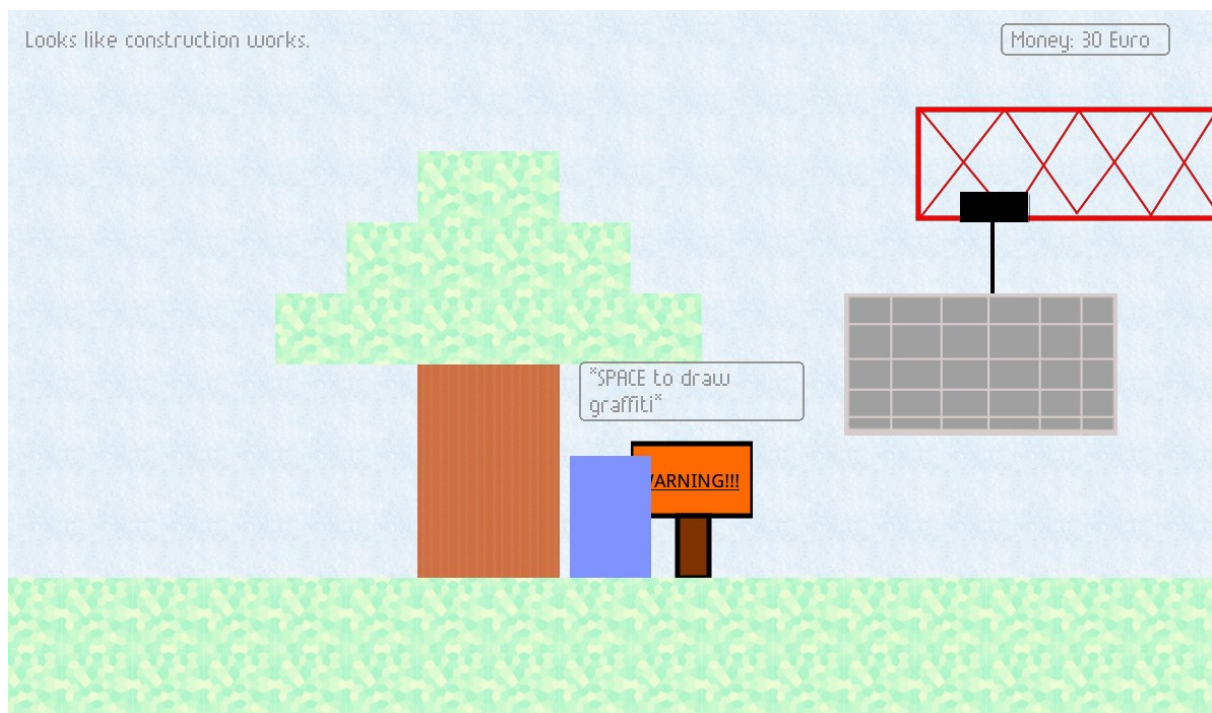 Looks like construction works.
Money: 30 Euro
*SPACE to draw
graffiti*
ARNING!!!